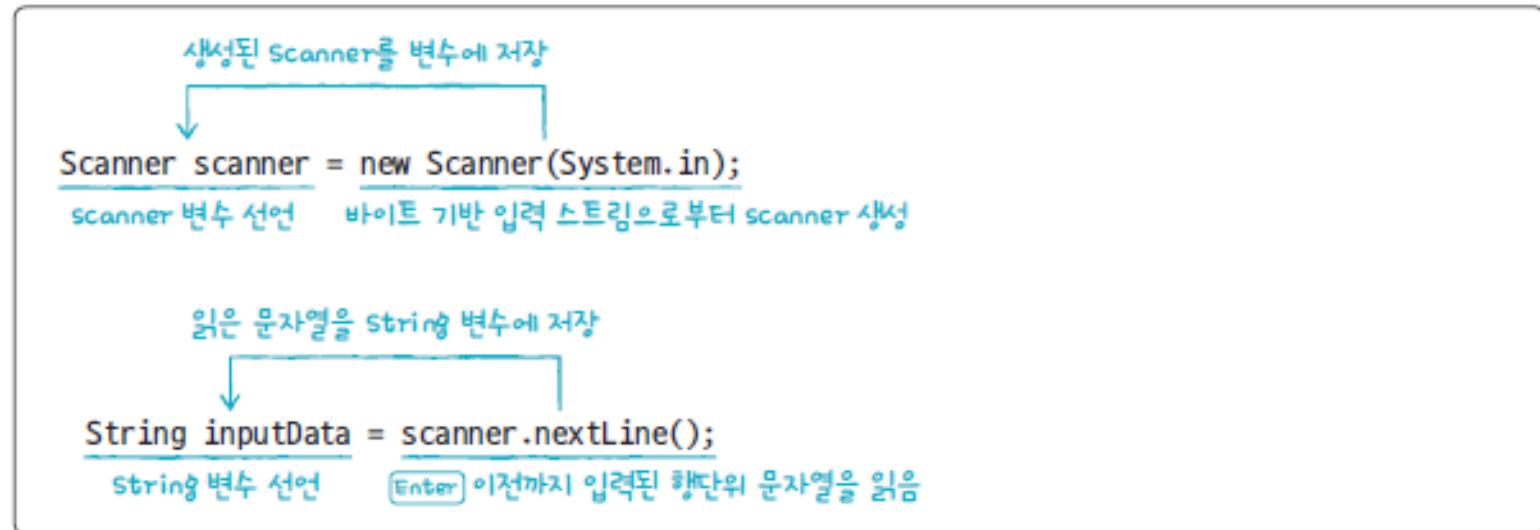 생성된 Scanner를 변수에 저장
Scanner scanner = new Scanner(System.in);
scanner 변수 선언 바이트 기반 입력 스트림으로부터 scanner 생성
읽은 문자열을 String 변수에 저장
String inputData = scanner.nextLine();
String 변수 선언 Enter 이전까지 입력된 행단위 문자열을 읽음